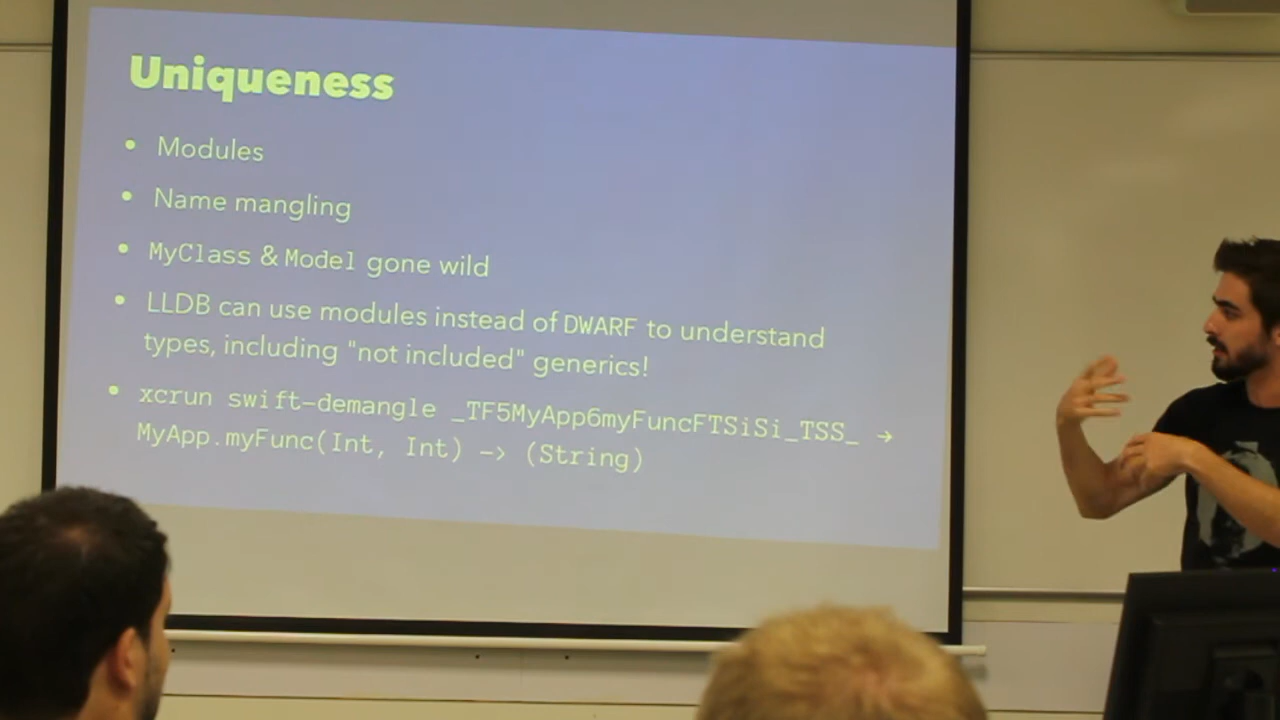 Uniqueness
• Modules
• Name mangling
• MyClass & Model gone wild
• LLDB can use modules instead of DWARF to understand
types, including "not included" generics!
• xcrun swift-demangle _TF5MyApp6myFuncFTSiSi_TSS_ →
MyApp.myFunc(Int, Int) -> (String)